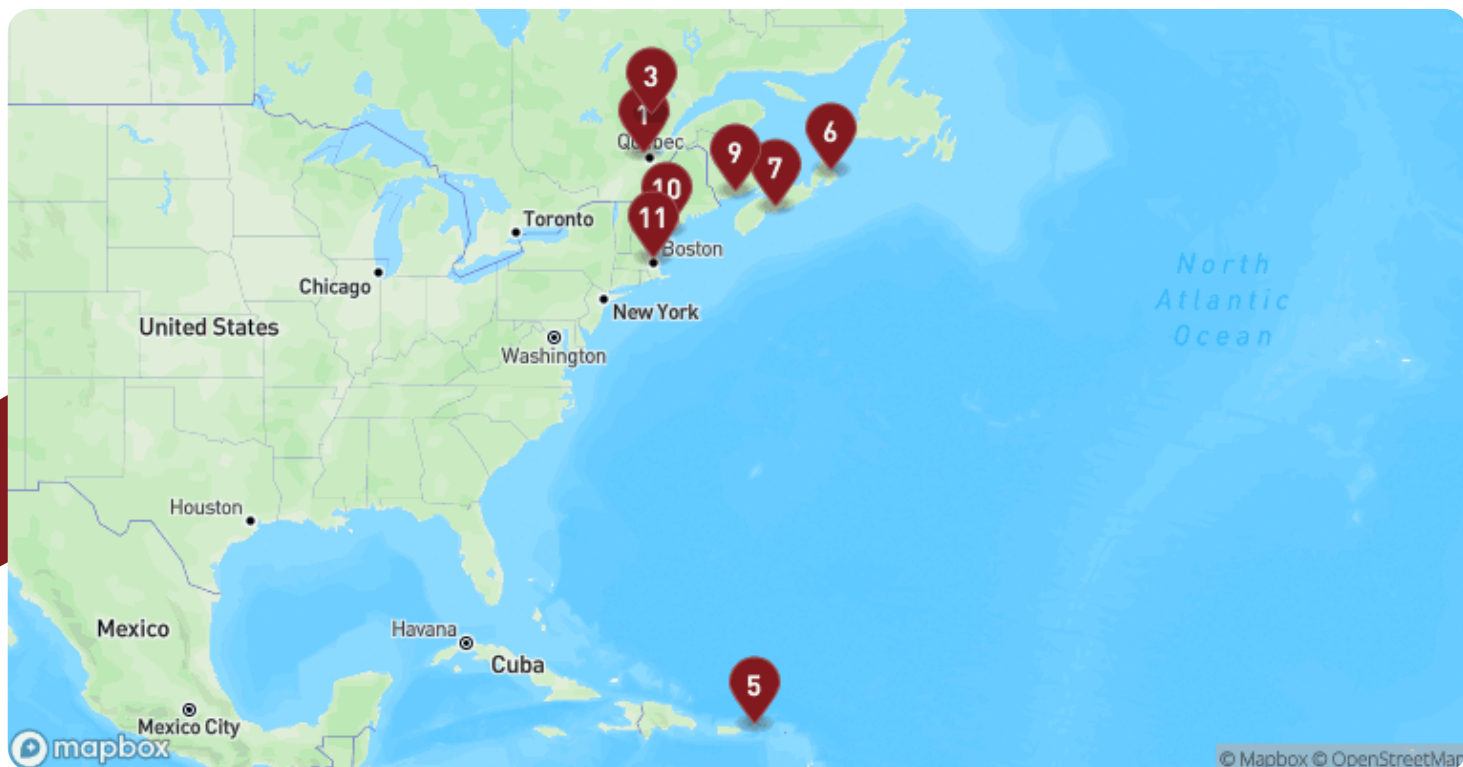 3
1
Quebec
6
9
7
10
11
Toronto
Boston
Chicago
New York
United States
Washington
North
Atlantic
Ocean
Houston
Mexico
Havana
Cuba
5
Mexico City
mapbox
© Mapbox © OpenStreetMap